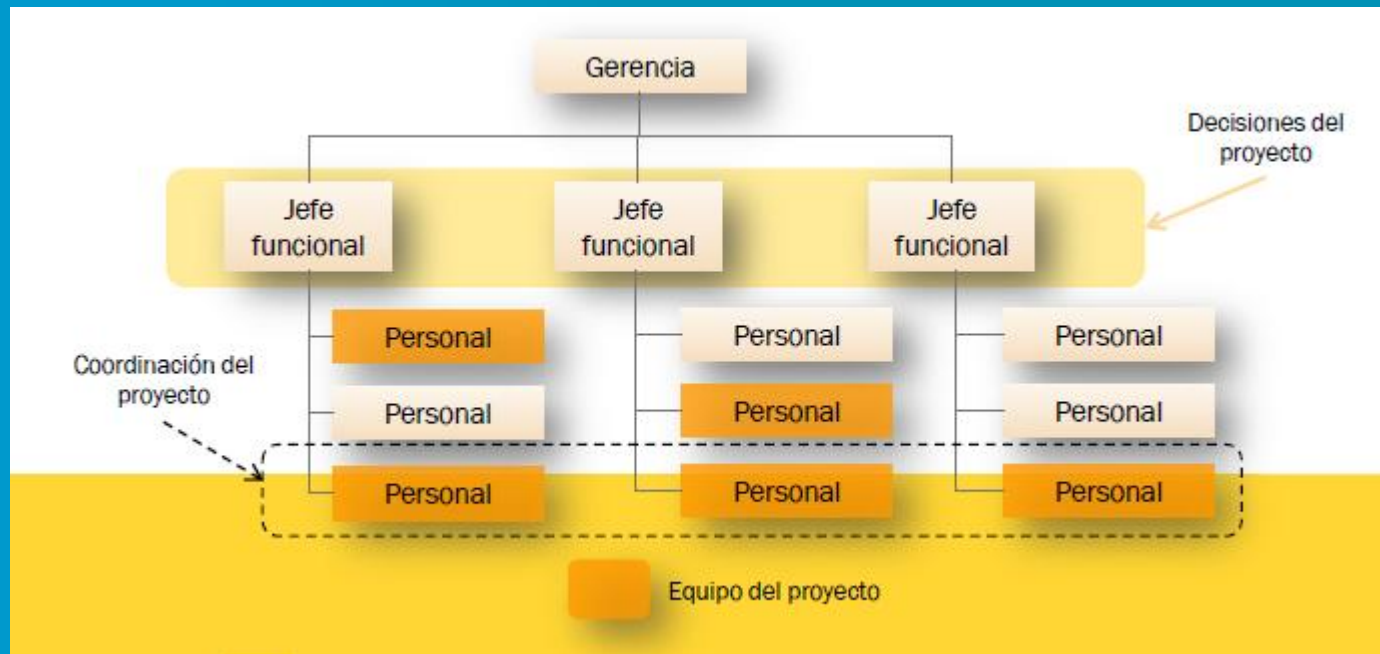 Gerencia
Decisiones del
proyecto
Jefe
funcional
Jefe
funcional
Jefe
funcional
Personal
Personal
Personal
Coordinación del
proyecto
Personal
Personal
Personal
Personal
Personal
Personal
Equipo del proyecto